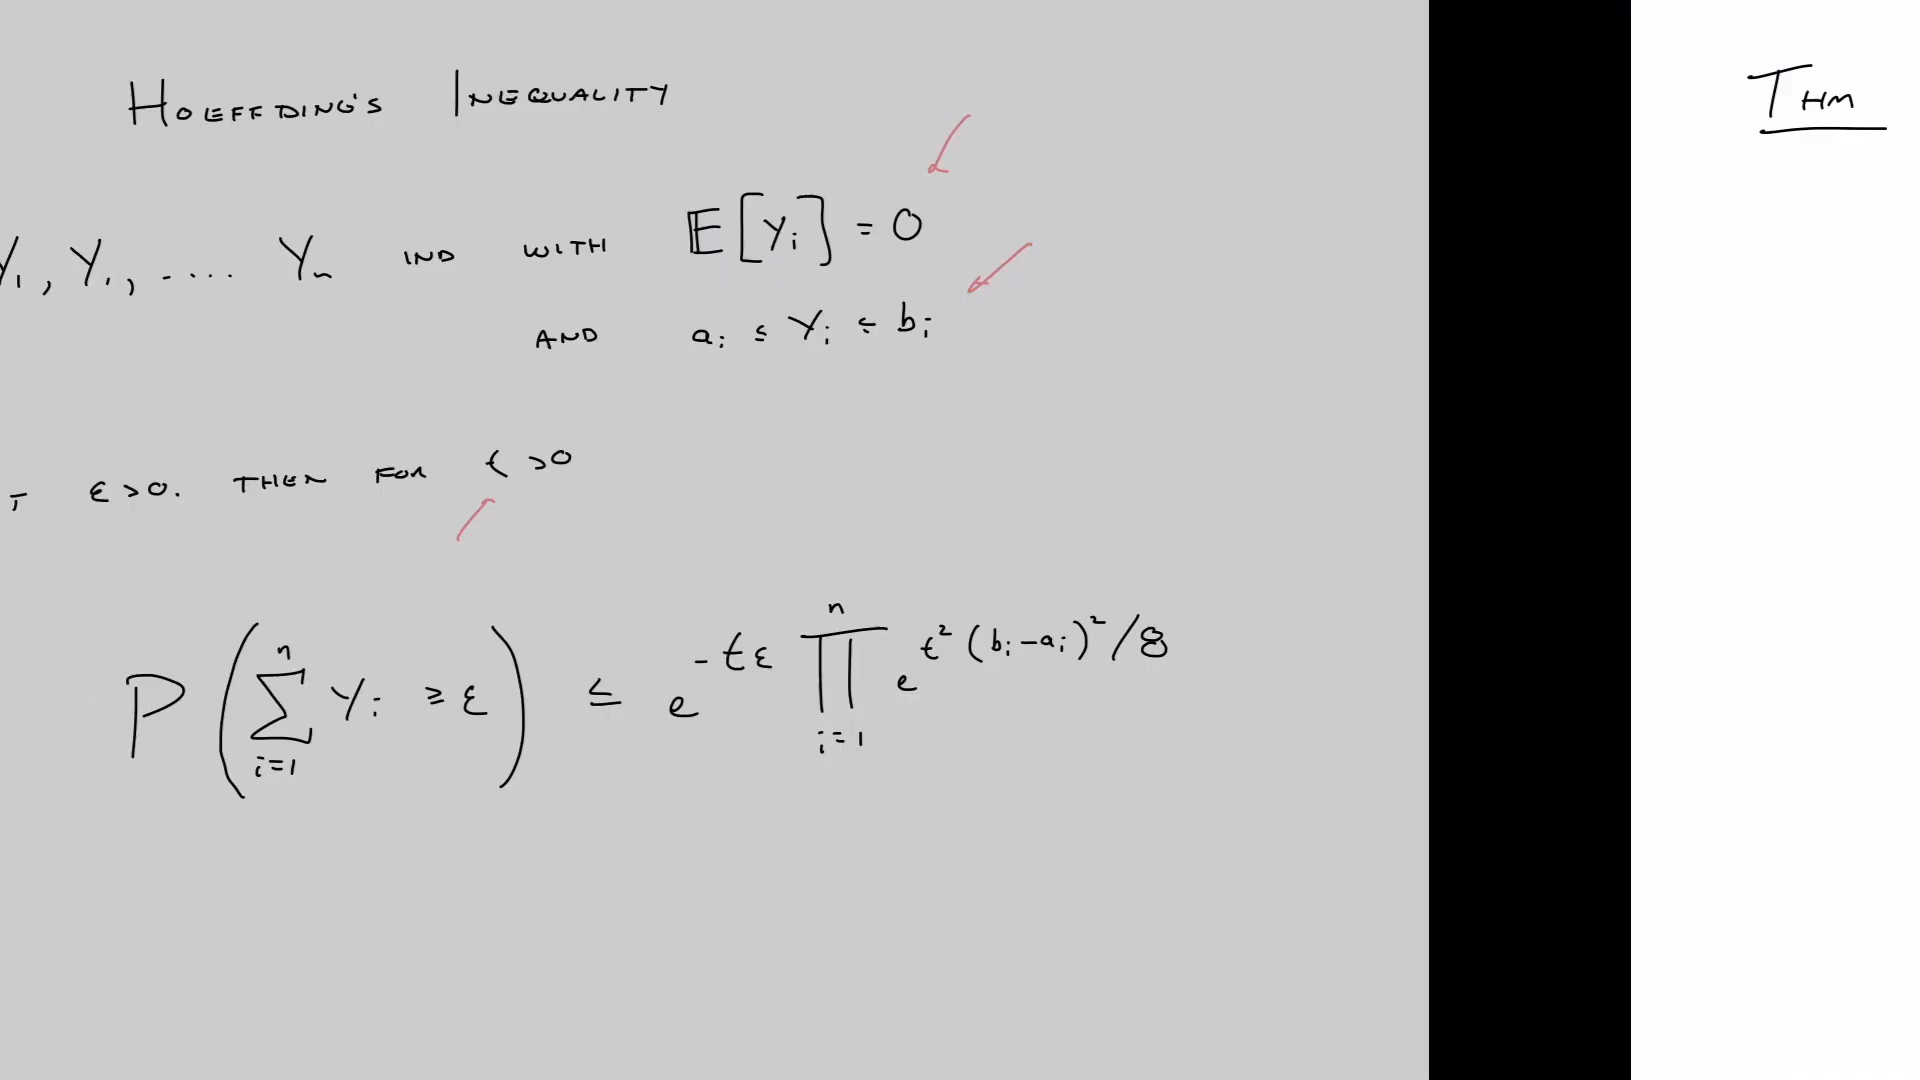 HOEFFDING'S INEQUALITY
THM
Y₁, Y₁, .... Yₙ IND WITH 𝔼[Yᵢ] = 0
AND aᵢ ≤ Yᵢ ≤ bᵢ
T ε > 0. THEN FOR t > 0
P(∑ᵢ₌₁ⁿ Yᵢ ≥ ε) ≤ e^{-tε} ∏ᵢ₌₁ⁿ e^{t²(bᵢ-aᵢ)²/8}